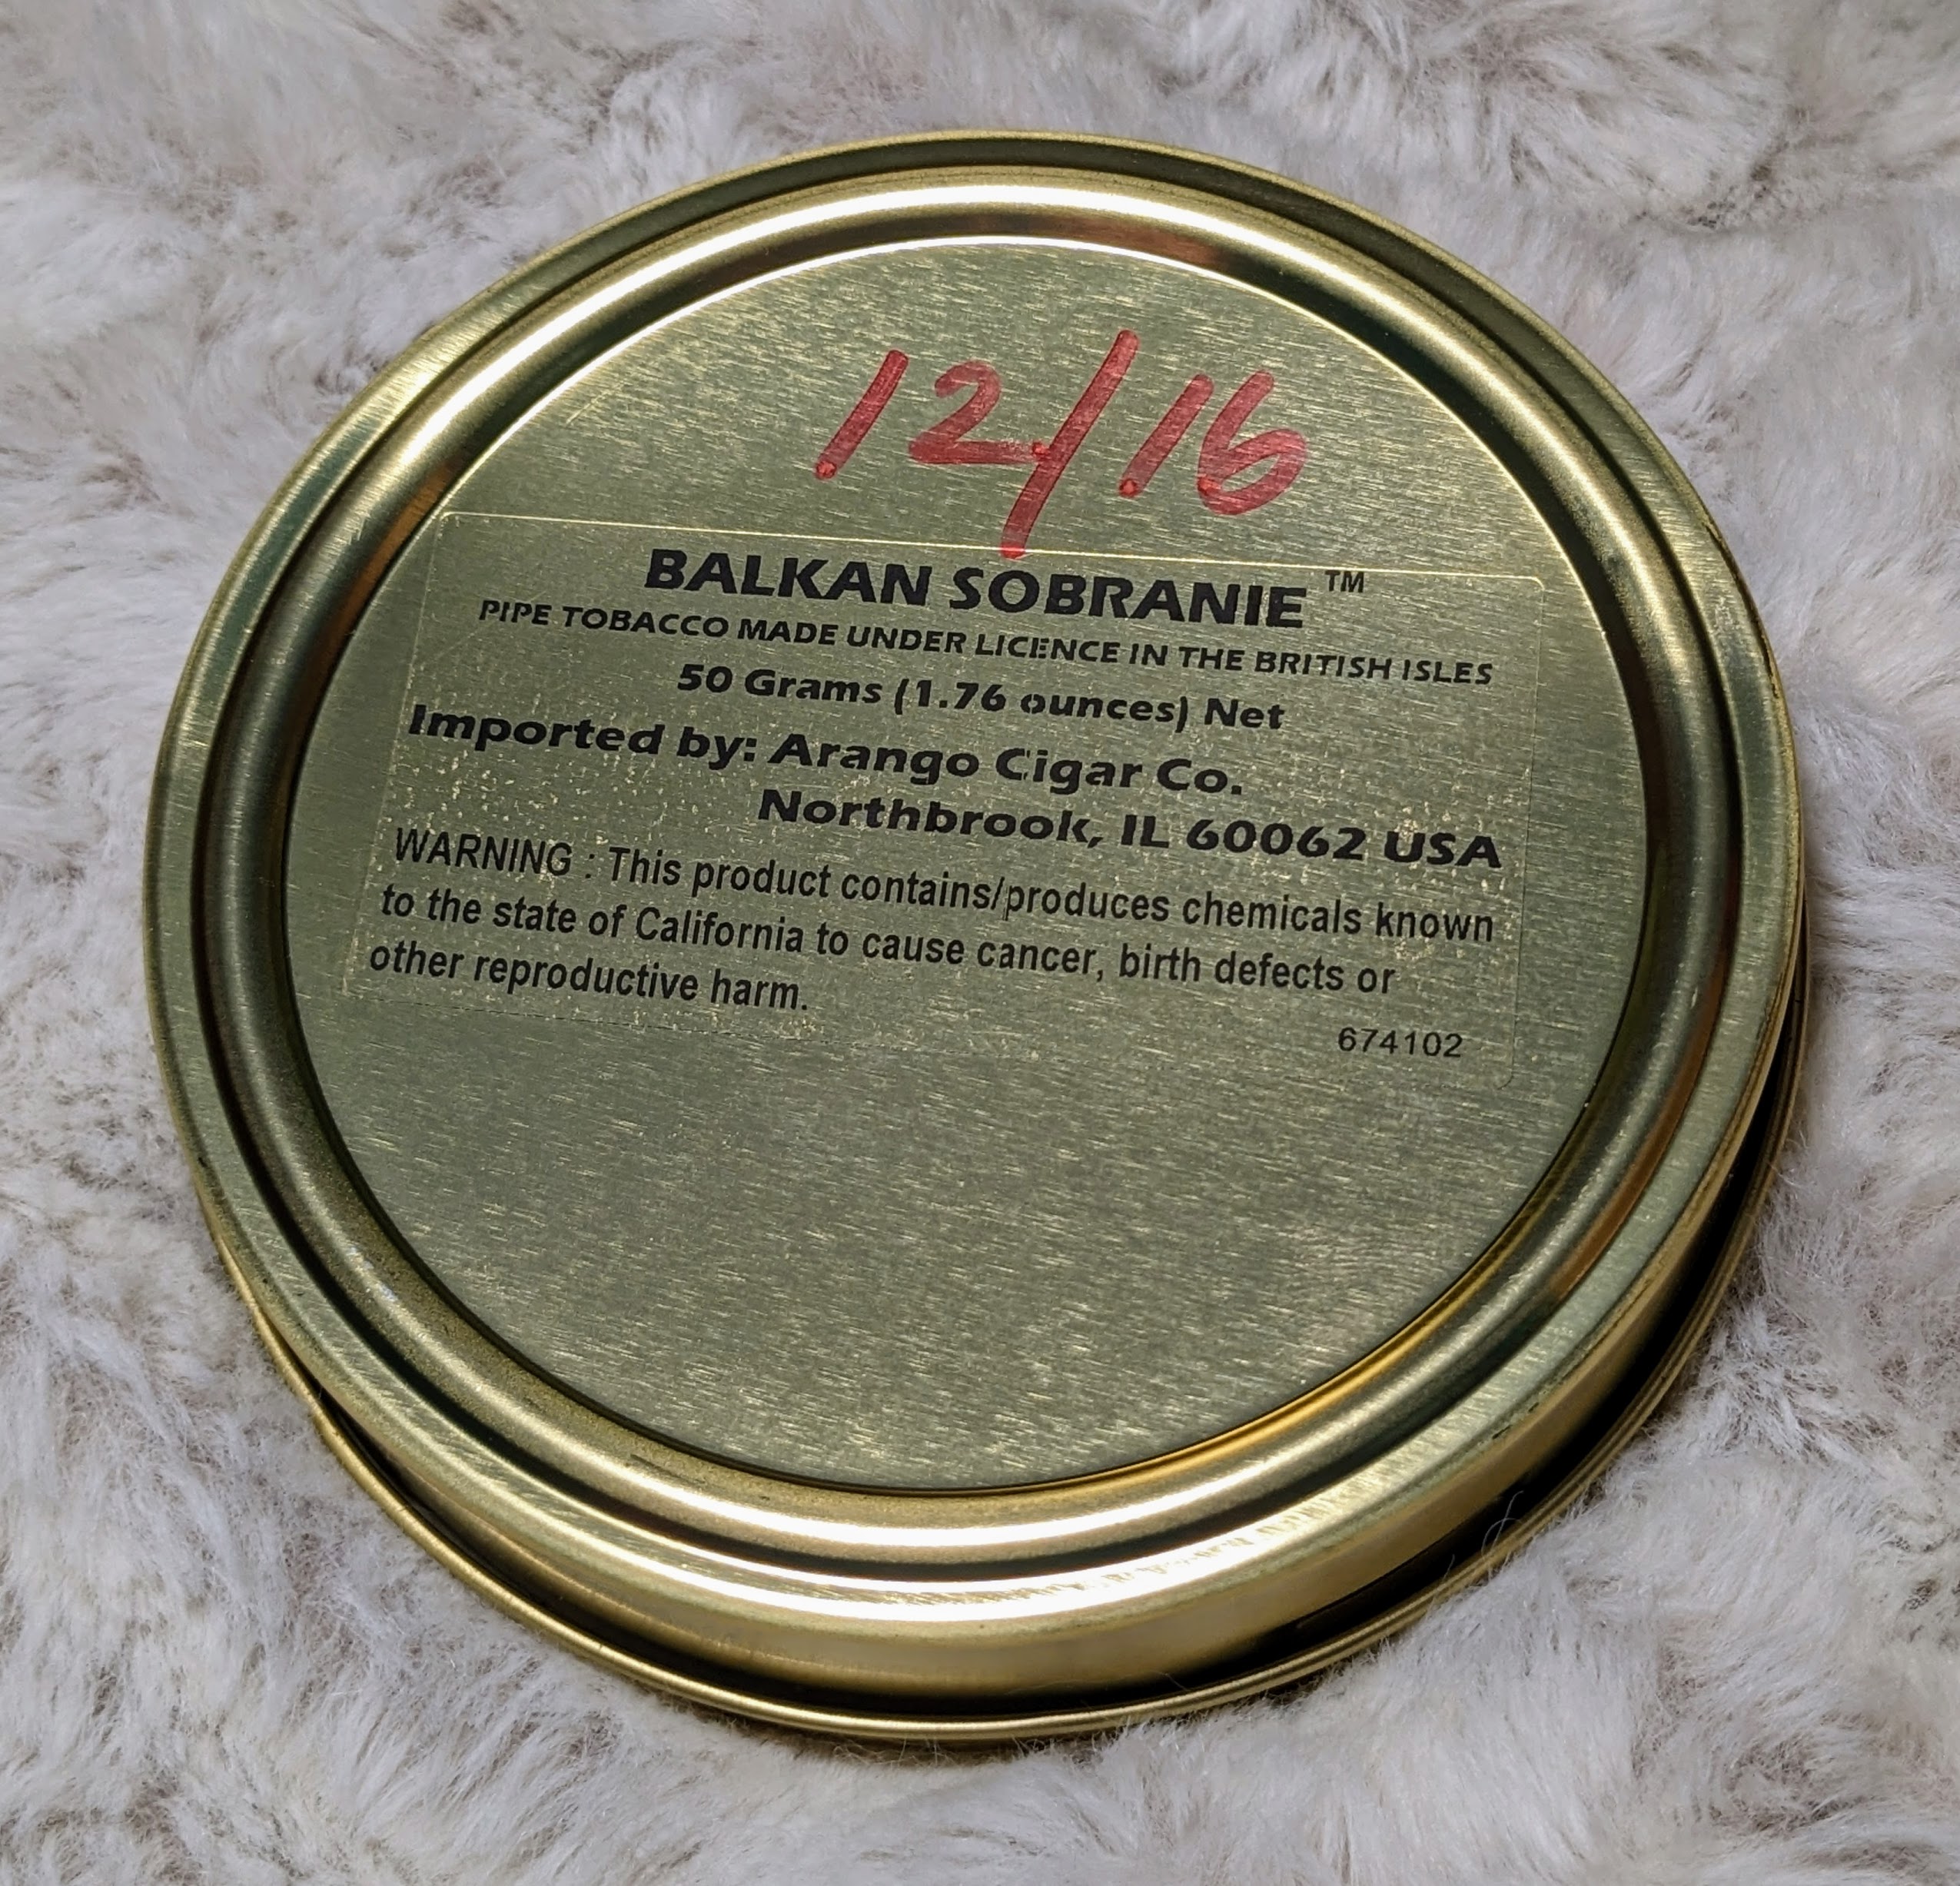 12/16
BALKAN SOBRANIE ™
PIPE TOBACCO MADE UNDER LICENCE IN THE BRITISH ISLES
50 Grams (1.76 ounces) Net
Imported by: Arango Cigar Co.
Northbrook, IL 60062 USA
WARNING : This product contains/produces chemicals known
to the state of California to cause cancer, birth defects or
other reproductive harm.
674102